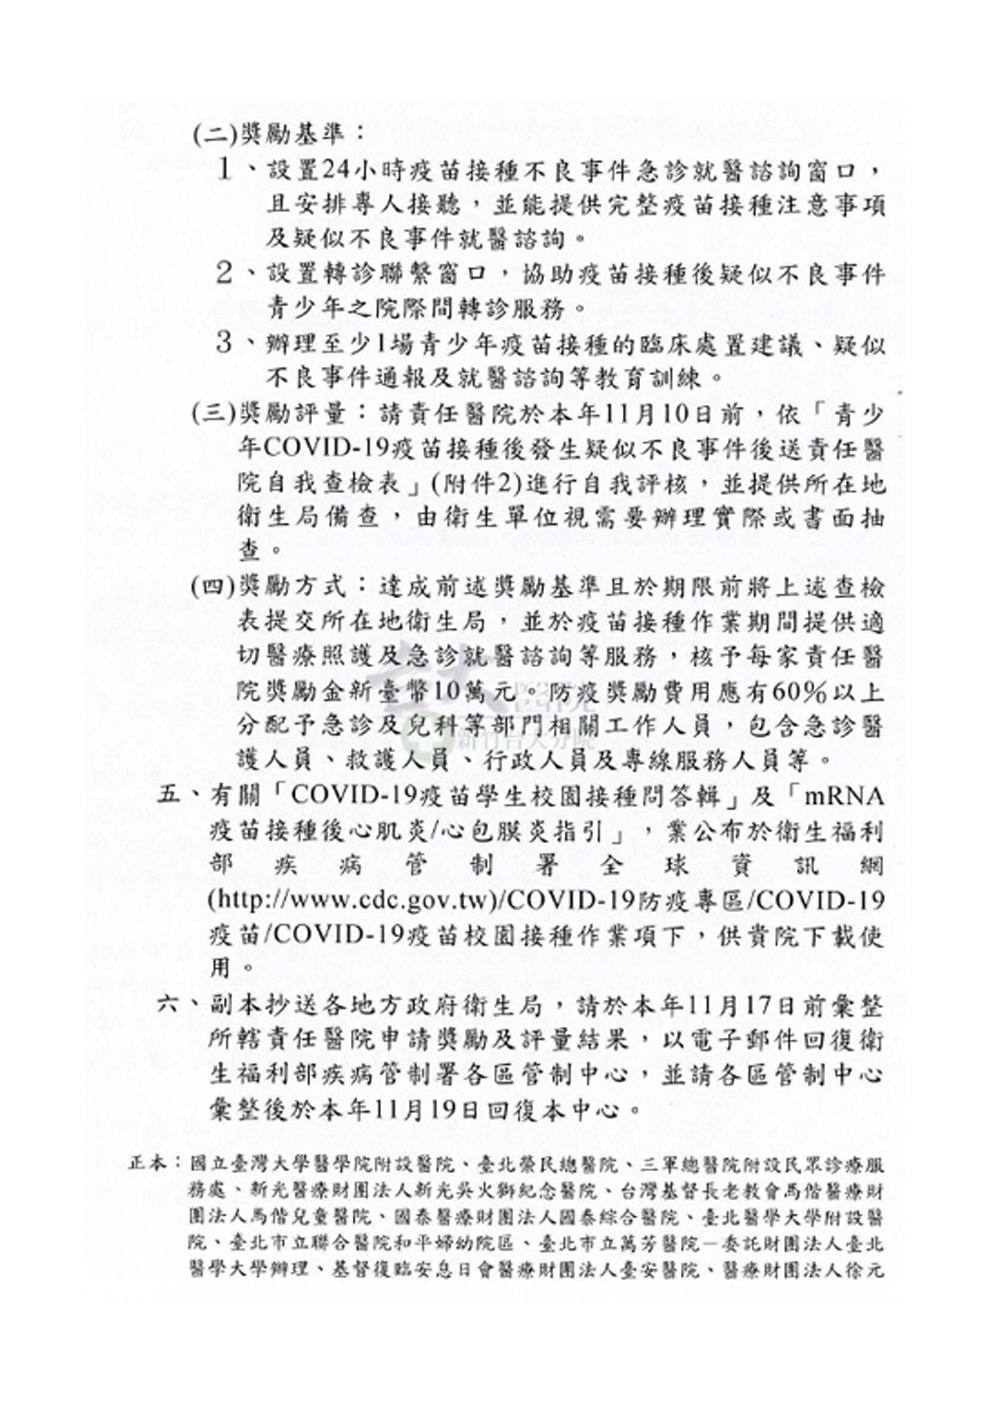 (二)獎勵基準：
1、設置24小時疫苗接種不良事件急診就醫諮詢窗口，
且安排專人接聽，並能提供完整疫苗接種注意事項
及疑似不良事件就醫諮詢。
2、設置轉診聯繫窗口，協助疫苗接種後疑似不良事件
青少年之院際間轉診服務。
3、辦理至少1場青少年疫苗接種的臨床處置建議、疑似
不良事件通報及就醫諮詢等教育訓練。
(三)獎勵評量：請責任醫院於本年11月10日前，依「青少
年COVID-19疫苗接種後發生疑似不良事件後送責任醫
院自我查檢表」(附件2)進行自我評核，並提供所在地
衛生局備查，由衛生單位視需要辦理實際或書面抽
查。
(四)獎勵方式：達成前述獎勵基準且於期限前將上述查檢
表提交所在地衛生局，並於疫苗接種作業期間提供適
切醫療照護及急診就醫諮詢等服務，核予每家責任醫
院獎勵金新臺幣10萬元。防疫獎勵費用應有60%以上
分配予急診及兒科等部門相關工作人員，包含急診醫
護人員、救護人員、行政人員及專線服務人員等。
五、有關「COVID-19疫苗學生校園接種問答輯」及「mRNA
疫苗接種後心肌炎/心包膜炎指引」，業公布於衛生福利
部疾病管制署全球資訊網
(http://www.cdc.gov.tw)/COVID-19防疫專區/COVID-19
疫苗/COVID-19疫苗校園接種作業項下，供貴院下載使
用。
六、副本抄送各地方政府衛生局，請於本年11月17日前彙整
所轄責任醫院申請獎勵及評量結果，以電子郵件回復衛
生福利部疾病管制署各區管制中心，並請各區管制中心
彙整後於本年11月19日回復本中心。
正本：國立臺灣大學醫學院附設醫院、臺北榮民總醫院、三軍總醫院附設民眾診療服
務處、新光醫療財團法人新光吳火獅紀念醫院、台灣基督長老教會馬偕醫療財
團法人馬偕兒童醫院、國泰醫療財團法人國泰綜合醫院、臺北醫學大學附設醫
院、臺北市立聯合醫院和平婦幼院區、臺北市立萬芳醫院－委託財團法人臺北
醫學大學辦理、基督復臨安息日會醫療財團法人臺安醫院、醫療財團法人徐元
臺大醫院
新竹台大分院